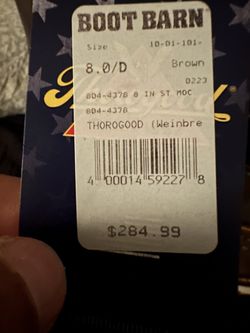 BOOT BARN
Size 10-01-101-
8.0/D Brown
0223
804-4378 8 IN ST MOC
804-4378
THOROGOOD (Weinbre
4 00014 59227 8
$284.99